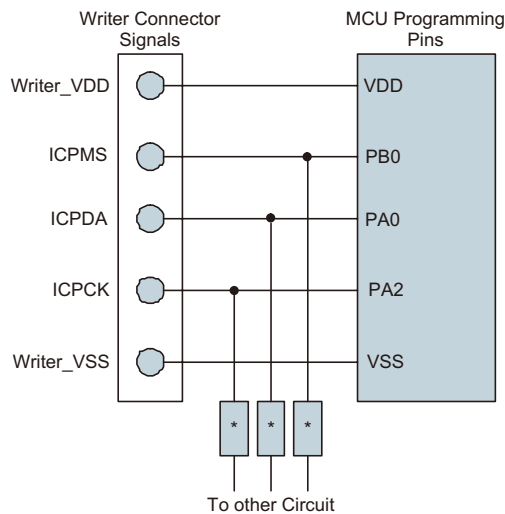 Writer Connector
Signals
MCU Programming
Pins
Writer_VDD
VDD
ICPMS
PB0
ICPDA
PA0
ICPCK
PA2
Writer_VSS
VSS
* * *
To other Circuit